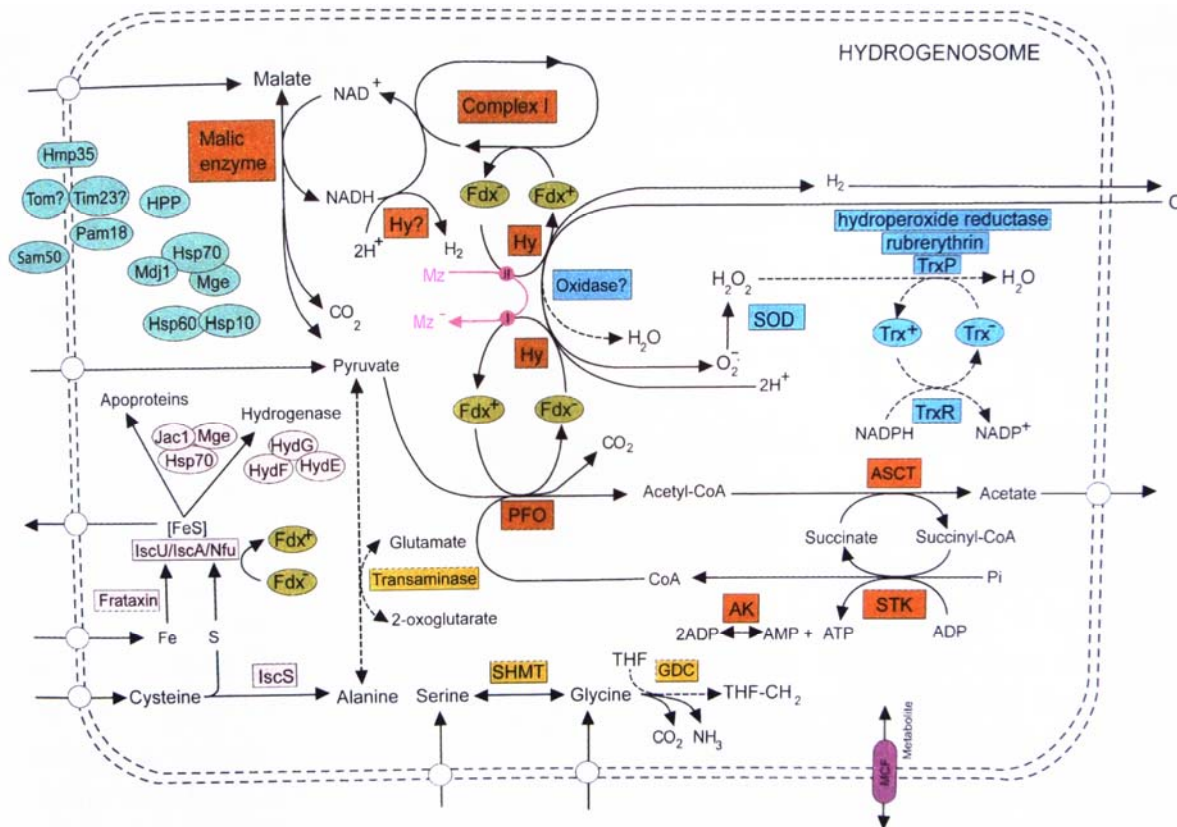 HYDROGENOSOME
Malate
NAD+
Complex I
Malic
enzyme
Hmp35
Tom?
Tim23?
HPP
Pam18
Sam50
Hsp70
Mdj1
Mge
Hsp60
Hsp10
NADH
2H+
Hy?
H2
Fdx-
Fdx+
Hy
H2
O
hydroperoxide reductase
rubrerythrin
TrxP
Mz
II
Oxidase?
H2O2
H2O
Mz-
I
SOD
Trx+
Trx-
CO2
H2O
Hy
O2-
2H+
Pyruvate
Fdx+
Fdx-
TrxR
NADPH
NADP+
Apoproteins
Hydrogenase
Jac1
Mge
Hsp70
HydG
HydF
HydE
CO2
ASCT
Acetyl-CoA
Acetate
PFO
[FeS]
IscU/IscA/Nfu
Fdx+
Fdx-
Glutamate
Transaminase
2-oxoglutarate
Succinate
Succinyl-CoA
CoA
Pi
STK
AK
2ADP
AMP +
ATP
ADP
Frataxin
Fe
S
Cysteine
IscS
Alanine
Serine
SHMT
Glycine
THF
GDC
THF-CH2
CO2
NH3
MCF
Metabolite